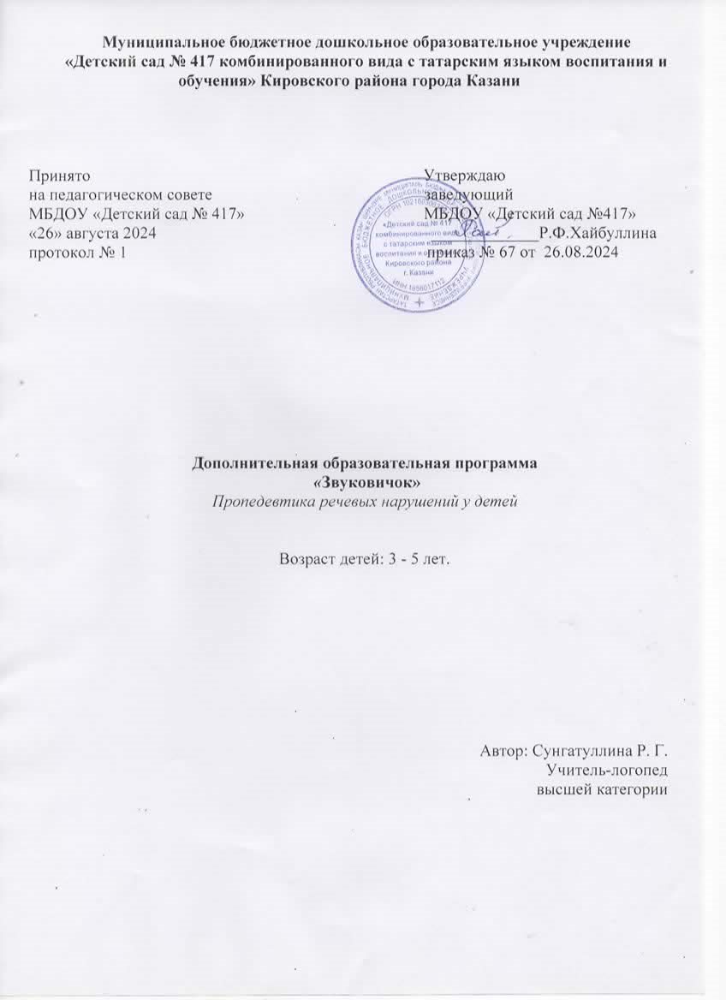 Муниципальное бюджетное дошкольное образовательное учреждение
«Детский сад № 417 комбинированного вида с татарским языком воспитания и
обучения» Кировского района города Казани
Принято
на педагогическом совете
МБДОУ «Детский сад № 417»
«26» августа 2024
протокол № 1
Утверждаю
заведующий
МБДОУ «Детский сад №417»
Р.Ф.Хайбуллина
приказ № 67 от 26.08.2024
«Детский сад № 417
комбинированного вида
с татарским языком
воспитания и
Кировского района
г. Казани
ИНН 1656017112
Дополнительная образовательная программа
«Звуковичок»
Пропедевтика речевых нарушений у детей
Возраст детей: 3 - 5 лет.
Автор: Сунгатуллина Р. Г.
Учитель-логопед
высшей категории